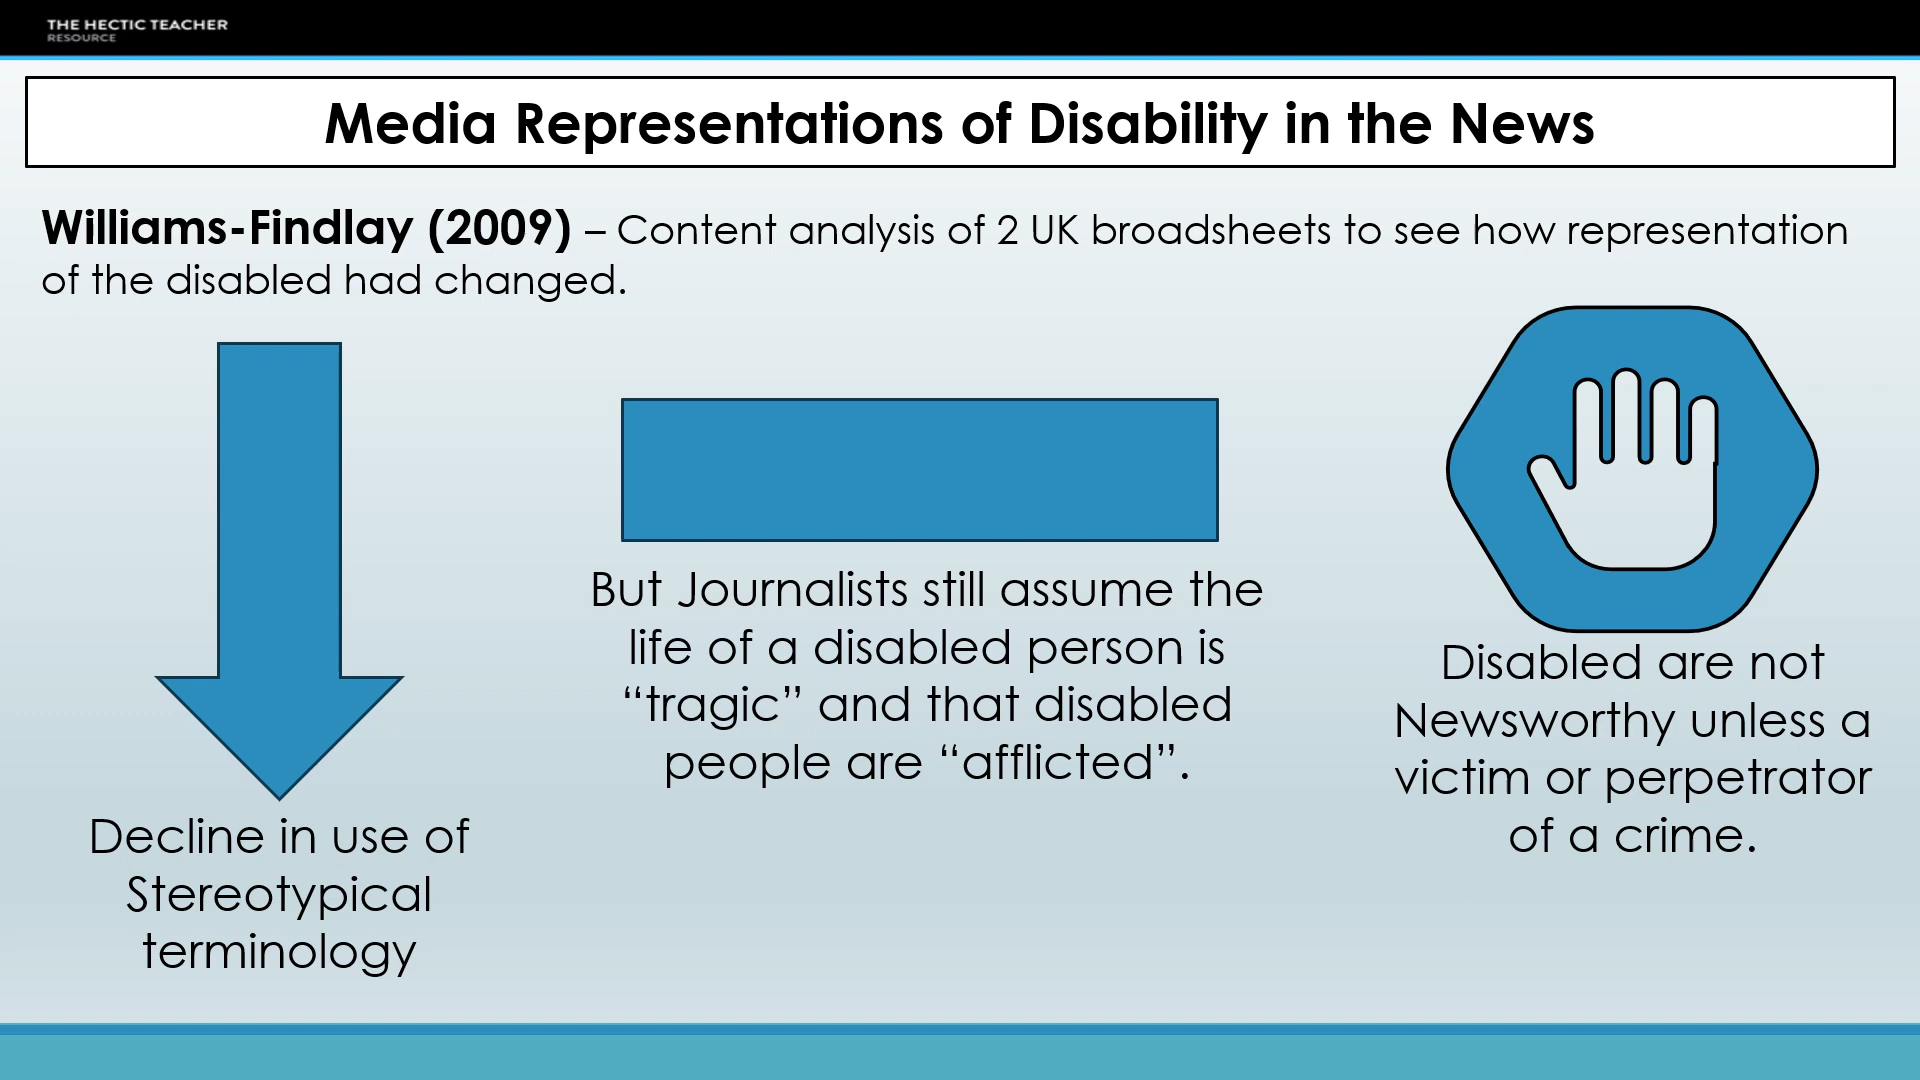 THE HECTIC TEACHER
RESOURCE
Media Representations of Disability in the News
Williams-Findlay (2009) – Content analysis of 2 UK broadsheets to see how representation
of the disabled had changed.
Decline in use of
Stereotypical
terminology
But Journalists still assume the
life of a disabled person is
“tragic” and that disabled
people are “afflicted”.
Disabled are not
Newsworthy unless a
victim or perpetrator
of a crime.